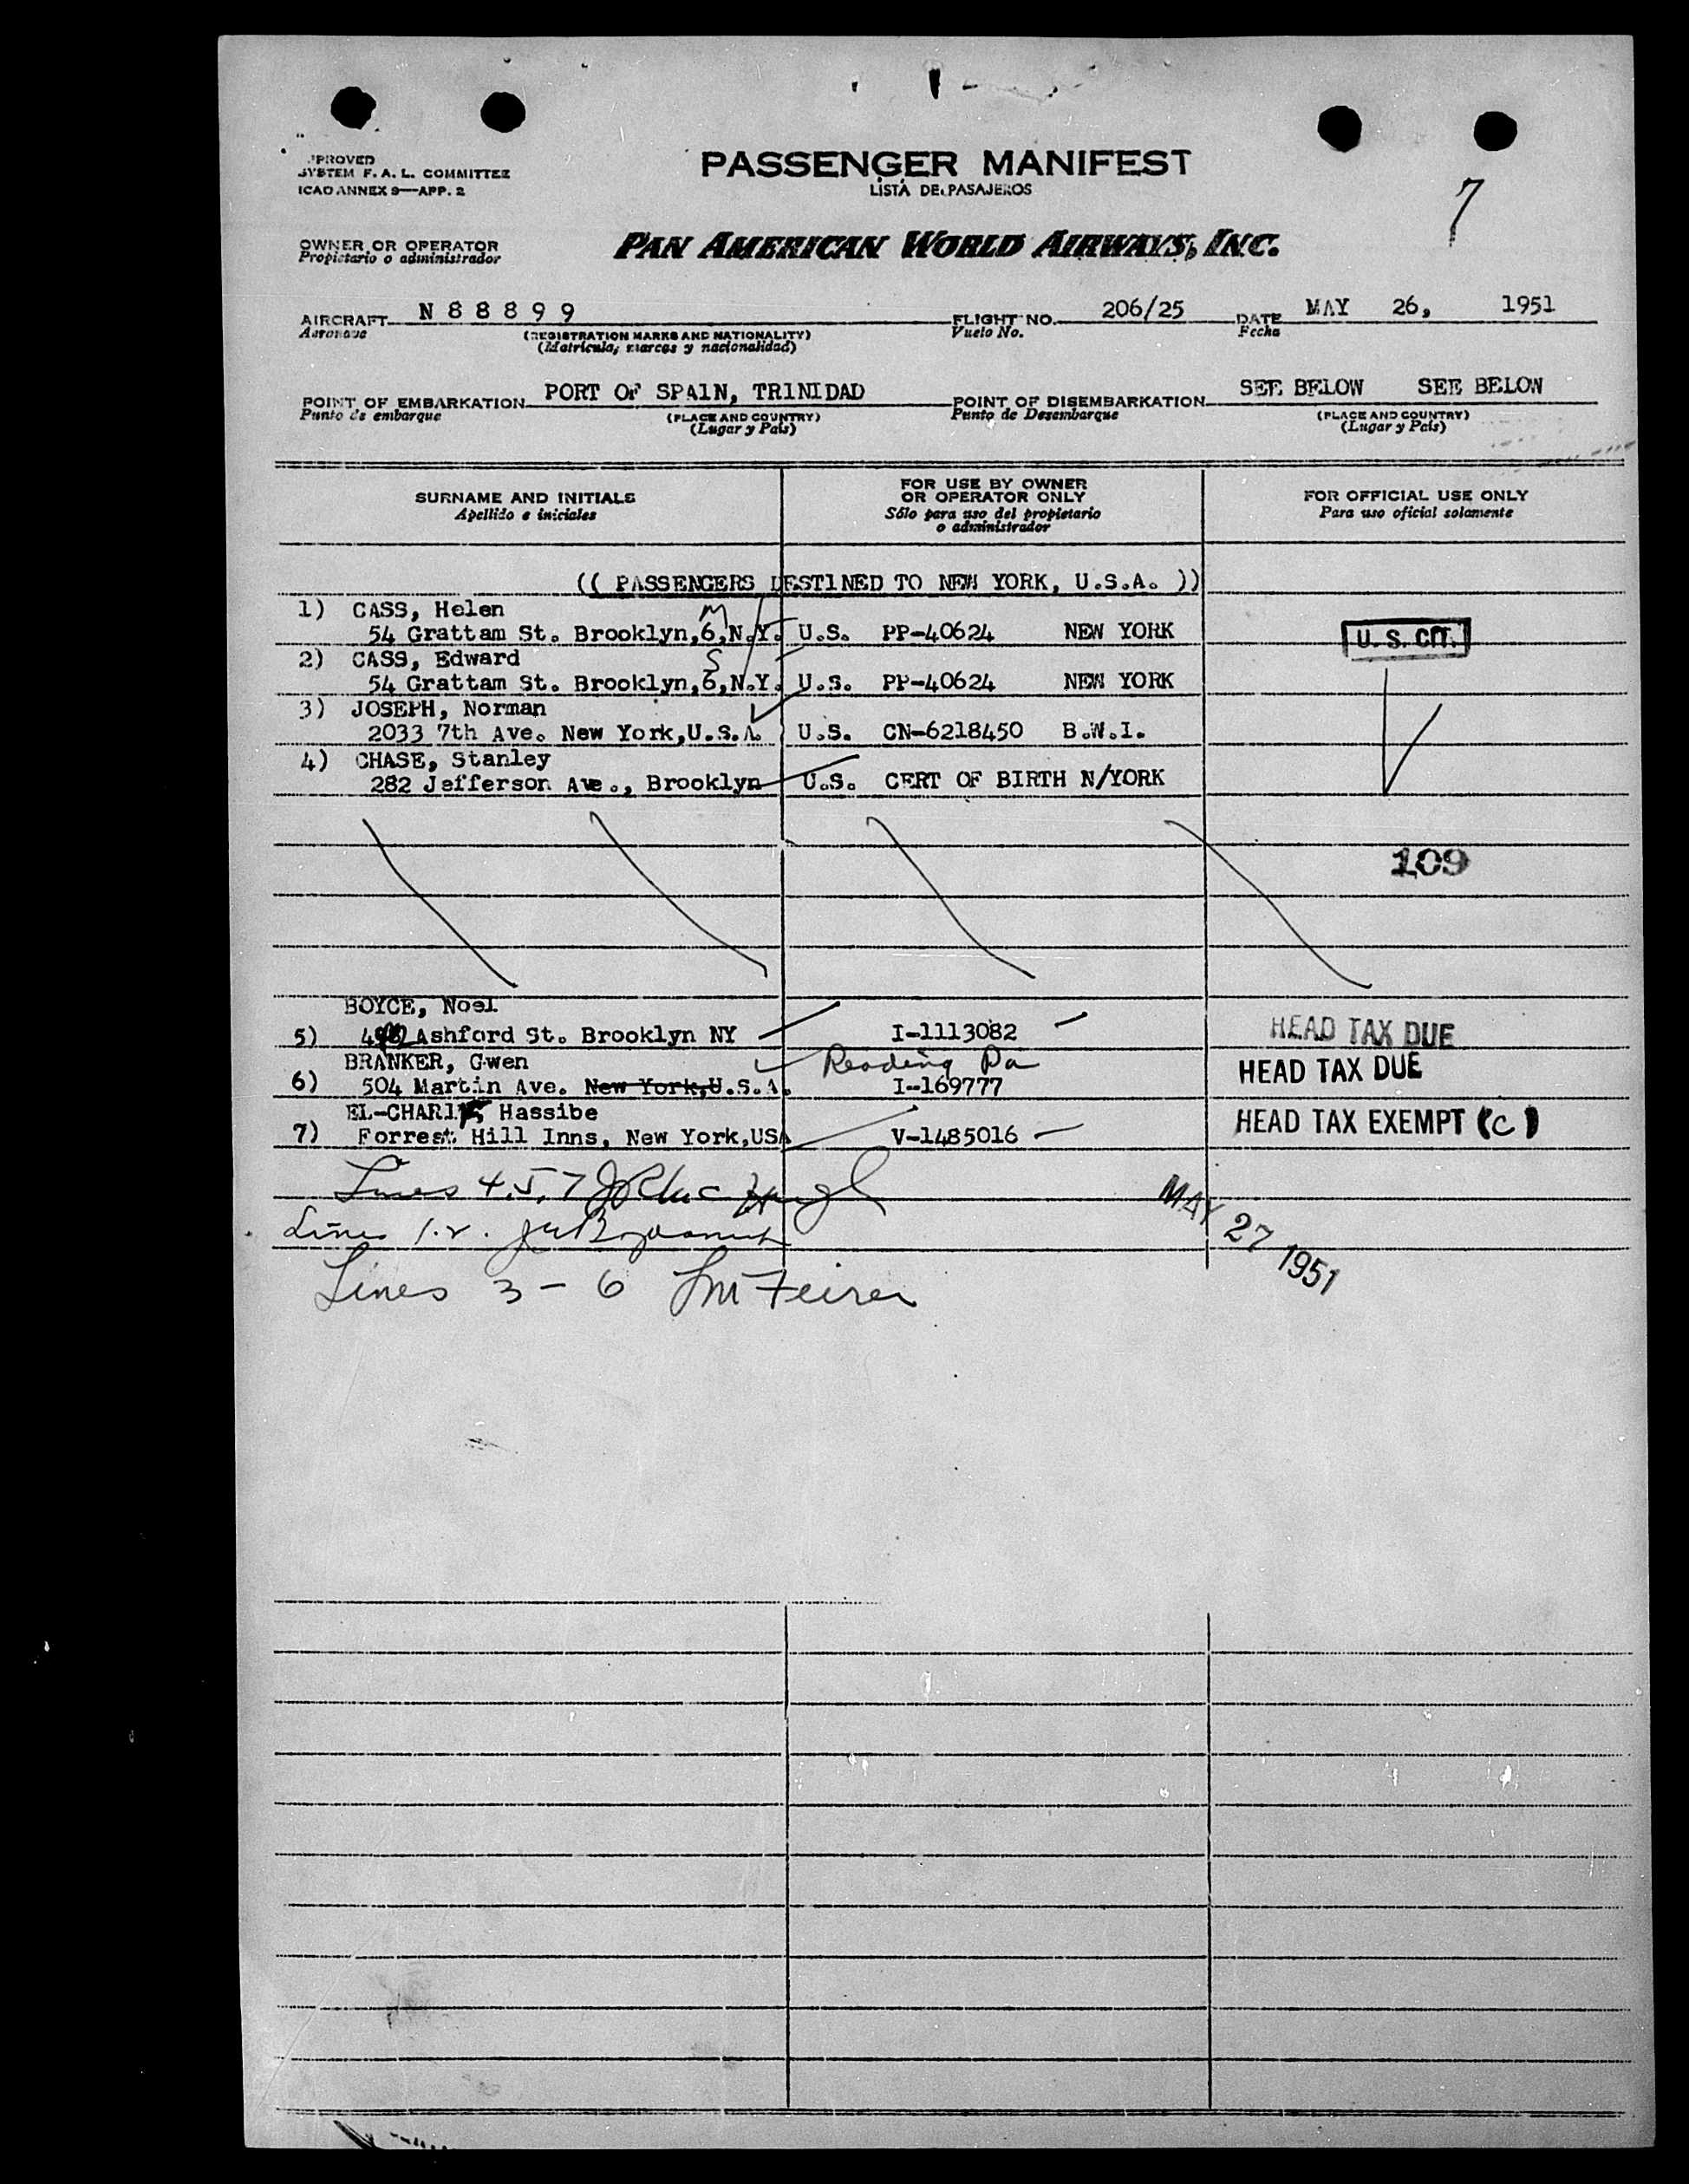 PASSENGER MANIFEST
LISTA DE PASAJEROS
SYSTEM F. A. L. COMMITTEE
ICAO ANNEX 9—APP. 2
7
OWNER OR OPERATOR
Propietario o administrador
PAN AMERICAN WORLD AIRWAYS, INC.
AIRCRAFT N 8 8 8 9 9 FLIGHT NO. 206/25 DATE MAY 26, 1951
Aeronave (REGISTRATION MARKS AND NATIONALITY) Vuelo No. Fecha
(Matricula, marcas y nacionalidad)
POINT OF EMBARKATION PORT OF SPAIN, TRINIDAD POINT OF DISEMBARKATION SEE BELOW SEE BELOW
Punto de embarque (PLACE AND COUNTRY) Punto de Desembarque (PLACE AND COUNTRY)
(Lugar y País) (Lugar y País)
SURNAME AND INITIALS
Apellido e iniciales
FOR USE BY OWNER
OR OPERATOR ONLY
Sólo para uso del propietario
o administrador
FOR OFFICIAL USE ONLY
Para uso oficial solamente
(( PASSENGERS DESTINED TO NEW YORK, U.S.A. ))
1) CASS, Helen M
54 Grattam St. Brooklyn,6,N.Y. U.S. PP-40624 NEW YORK U. S. CIT.
2) CASS, Edward S
54 Grattam St. Brooklyn,6,N.Y. U.S. PP-40624 NEW YORK
3) JOSEPH, Norman
2033 7th Ave. New York,U.S.A. U.S. CN-6218450 B.W.I.
4) CHASE, Stanley
282 Jefferson Ave., Brooklyn U.S. CERT OF BIRTH N/YORK
109
BOYCE, Noel
5) Ashford St. Brooklyn NY I-1113082 HEAD TAX DUE
BRANKER, Gwen Reading Pa
6) 504 Martin Ave. New York,U.S.A. I-169777 HEAD TAX DUE
Hassibe
7) Forrest Hill Inns, New York,USA V-1485016 HEAD TAX EXEMPT (C)
Lines 4.5.7
MAY 27 1951
Lines 1.2.
Lines 3 - 6